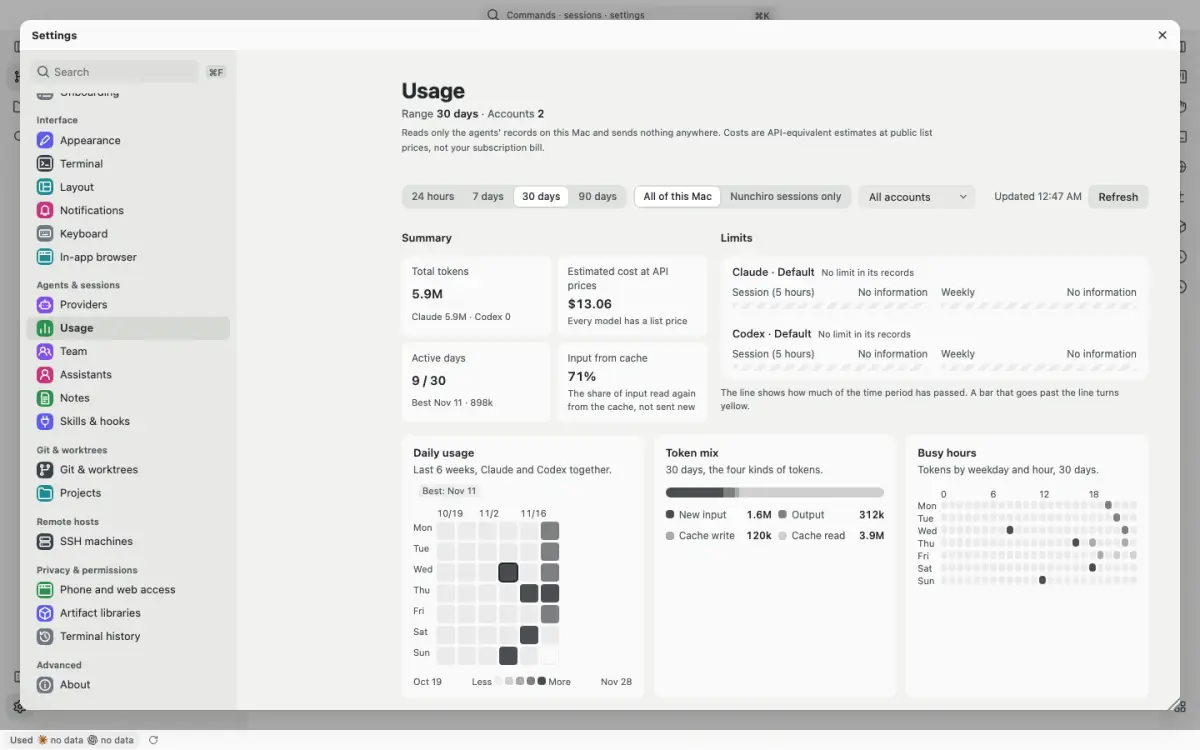 Commands · sessions · settings ⌘K
Settings
Search ⌘F
Onboarding
Interface
Appearance
Terminal
Layout
Notifications
Keyboard
In-app browser
Agents & sessions
Providers
Usage
Team
Assistants
Notes
Skills & hooks
Git & worktrees
Git & worktrees
Projects
Remote hosts
SSH machines
Privacy & permissions
Phone and web access
Artifact libraries
Terminal history
Advanced
About
Usage
Range 30 days · Accounts 2
Reads only the agents' records on this Mac and sends nothing anywhere. Costs are API-equivalent estimates at public list
prices, not your subscription bill.
24 hours 7 days 30 days 90 days All of this Mac Nunchiro sessions only All accounts Updated 12:47 AM Refresh
Summary
Total tokens
5.9M
Claude 5.9M · Codex 0
Estimated cost at API
prices
$13.06
Every model has a list price
Active days
9 / 30
Best Nov 11 · 898k
Input from cache
71%
The share of input read again
from the cache, not sent new
Limits
Claude · Default No limit in its records
Session (5 hours) No information Weekly No information
Codex · Default No limit in its records
Session (5 hours) No information Weekly No information
The line shows how much of the time period has passed. A bar that goes past the line turns
yellow.
Daily usage
Last 6 weeks, Claude and Codex together.
Best: Nov 11
10/19 11/2 11/16
Mon
Tue
Wed
Thu
Fri
Sat
Sun
Oct 19 Less More Nov 28
Token mix
30 days, the four kinds of tokens.
New input 1.6M Output 312k
Cache write 120k Cache read 3.9M
Busy hours
Tokens by weekday and hour, 30 days.
0 6 12 18
Mon
Tue
Wed
Thu
Fri
Sat
Sun
Used no data no data